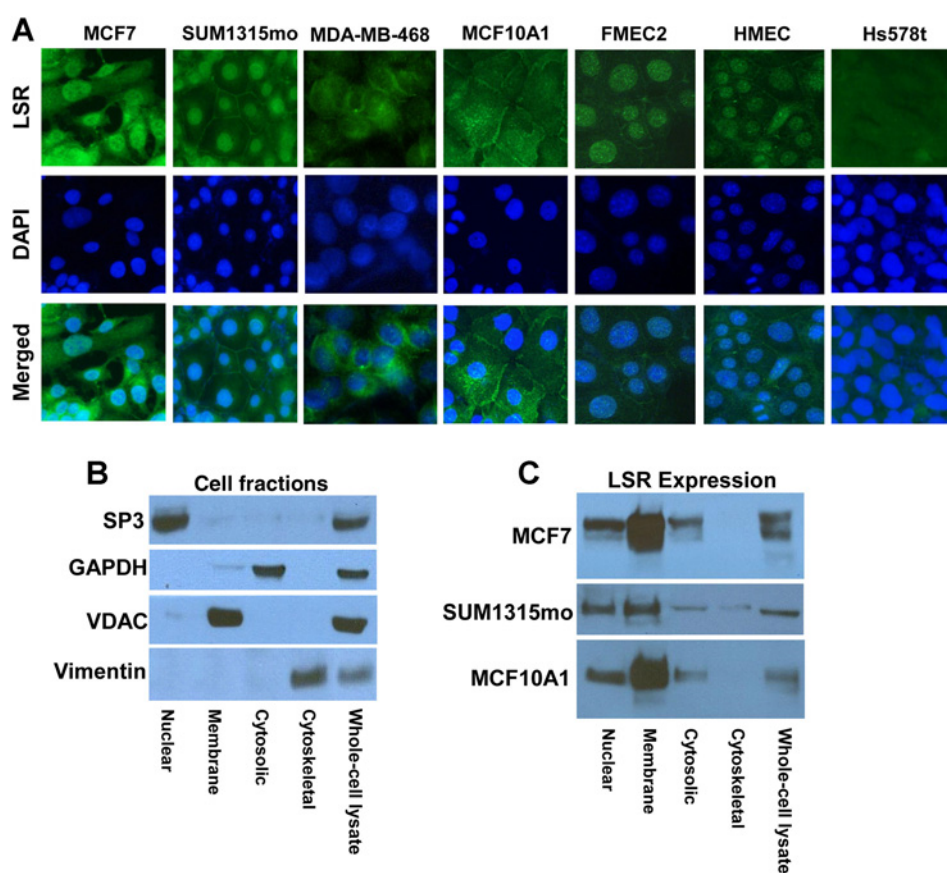 A
MCF7 SUM1315mo MDA-MB-468 MCF10A1 FMEC2 HMEC Hs578t
LSR
DAPI
Merged
B
Cell fractions
SP3
GAPDH
VDAC
Vimentin
Nuclear
Membrane
Cytosolic
Cytoskeletal
Whole-cell lysate
C
LSR Expression
MCF7
SUM1315mo
MCF10A1
Nuclear
Membrane
Cytosolic
Cytoskeletal
Whole-cell lysate